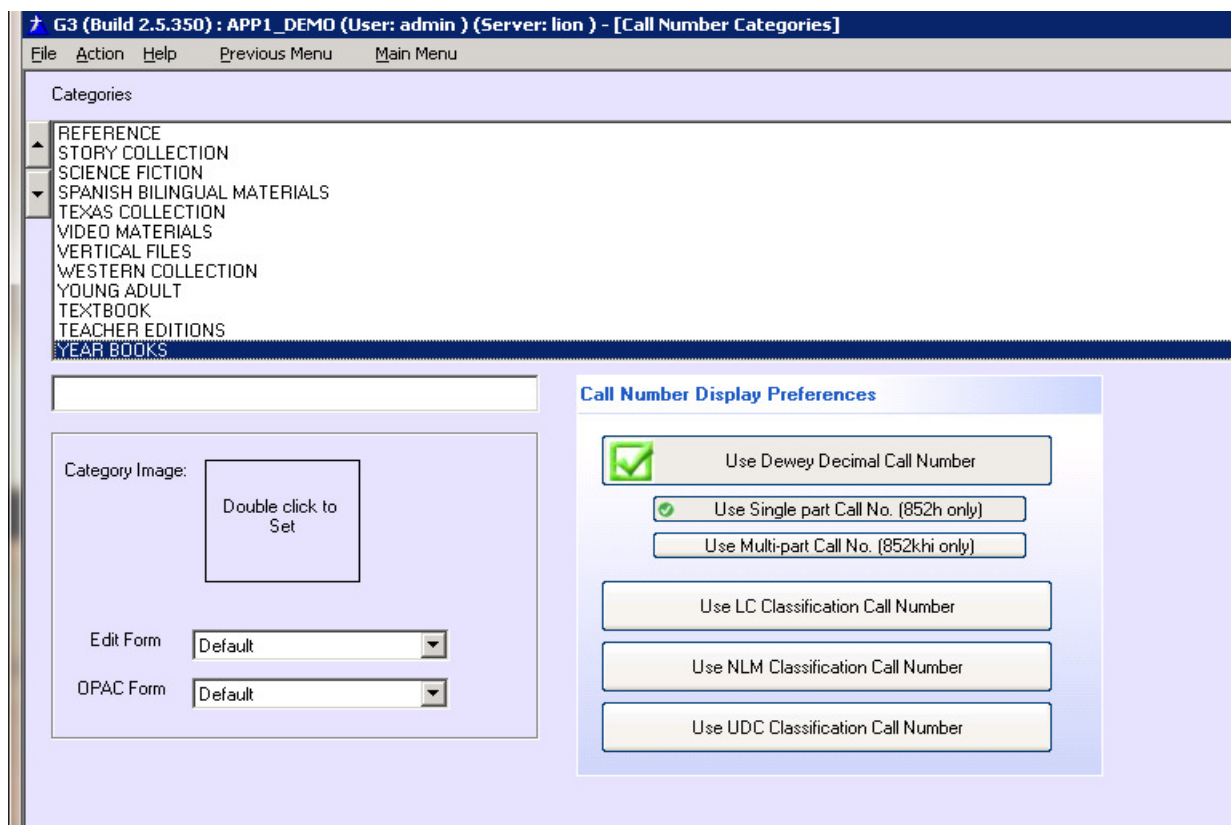 G3 (Build 2.5.350) : APP1_DEMO (User: admin ) (Server: lion ) - [Call Number Categories]
File Action Help Previous Menu Main Menu
Categories
REFERENCE
STORY COLLECTION
SCIENCE FICTION
SPANISH BILINGUAL MATERIALS
TEXAS COLLECTION
VIDEO MATERIALS
VERTICAL FILES
WESTERN COLLECTION
YOUNG ADULT
TEXTBOOK
TEACHER EDITIONS
YEAR BOOKS
Category Image:
Double click to
Set
Edit Form Default
OPAC Form Default
Call Number Display Preferences
Use Dewey Decimal Call Number
Use Single part Call No. (852h only)
Use Multi-part Call No. (852khi only)
Use LC Classification Call Number
Use NLM Classification Call Number
Use UDC Classification Call Number